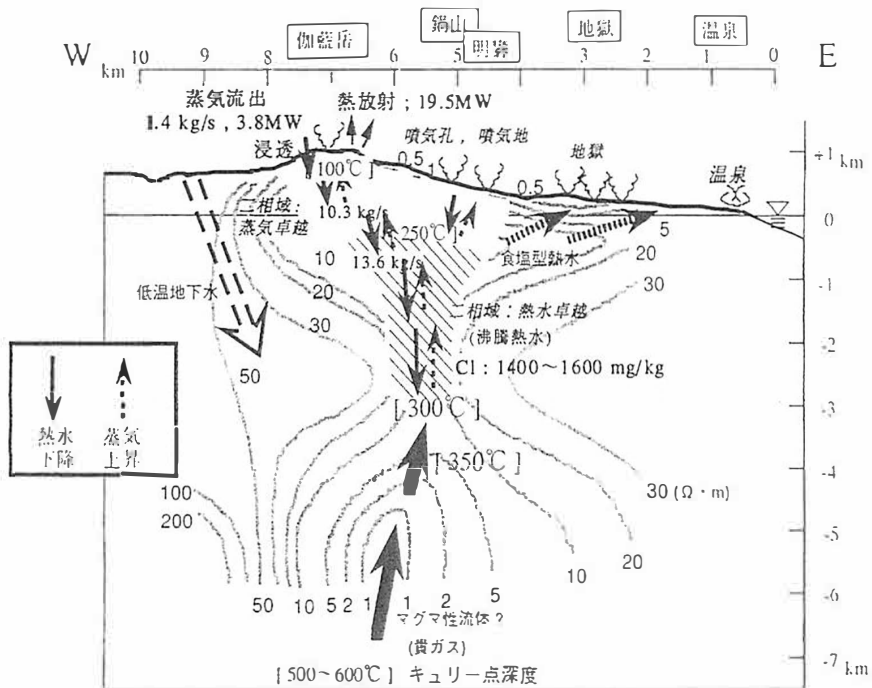 伽藍岳
鍋山
明礬
地獄
温泉
W
km
10 9 8 7 6 5 4 3 2 1 0
E
蒸気流出
1.4 kg/s , 3.8MW
熱放射 ; 19.5MW
浸透
噴気孔，噴気地
地獄
温泉
+1 km
[ 100℃ ]
0.5
1
0.5
二相域：
蒸気卓越
10.3 kg/s
[ 250℃ ]
0
5
13.6 kg/s
食塩型熱水
10
20
20
30
30
低温地下水
-1
二相域：熱水卓越
(沸騰熱水)
50
Cl : 1400～1600 mg/kg
-2
[ 300℃ ]
-3
熱水
下降
蒸気
上昇
[ 350℃ ]
-4
100
200
30 (Ω・m)
-5
20
10
50 10 5 2 1 1 2 5
-6
マグマ性流体？
(貴ガス)
[ 500～600℃ ] キュリー点深度
-7
km